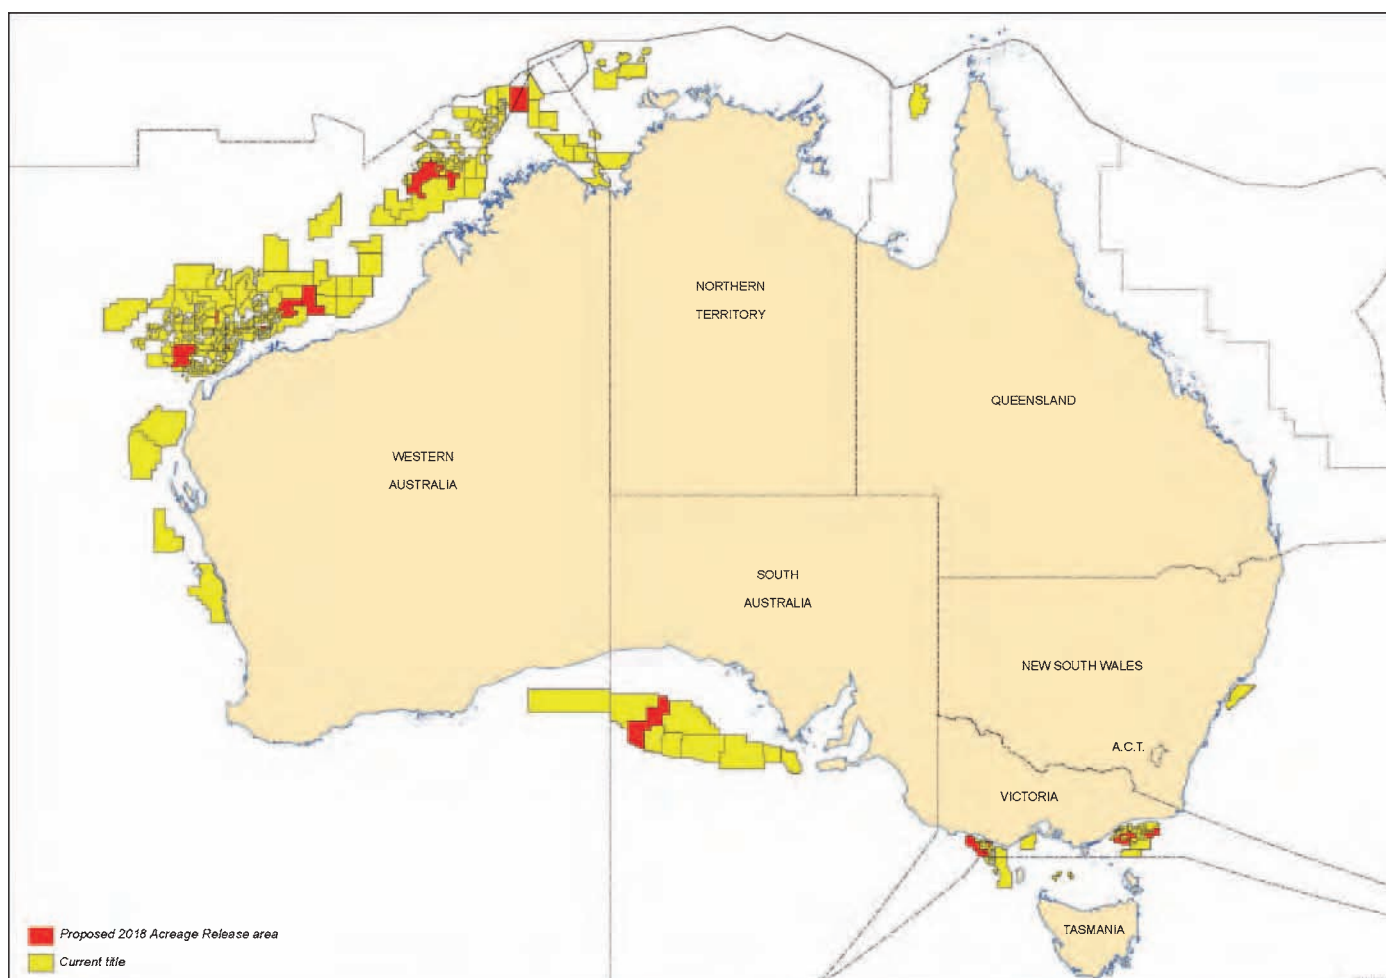 NORTHERN
TERRITORY
QUEENSLAND
WESTERN
AUSTRALIA
SOUTH
AUSTRALIA
NEW SOUTH WALES
A.C.T.
VICTORIA
TASMANIA
Proposed 2018 Acreage Release area
Current title